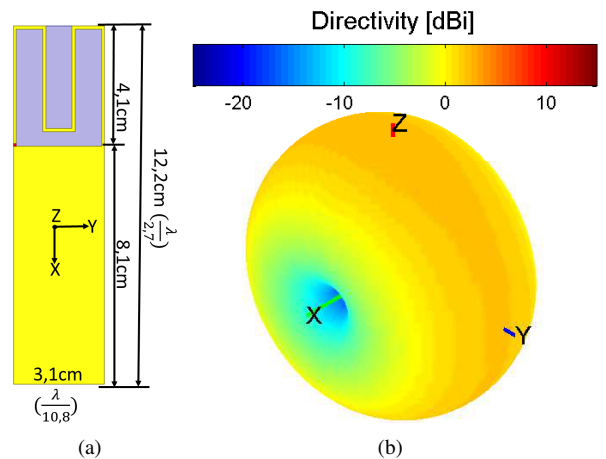 (a)
4,1cm
8,1cm
12,2cm (λ/2,7)
Z
Y
X
3,1cm
(λ/10,8)
Directivity [dBi]
-20 -10 0 10
Z
X
Y
(b)